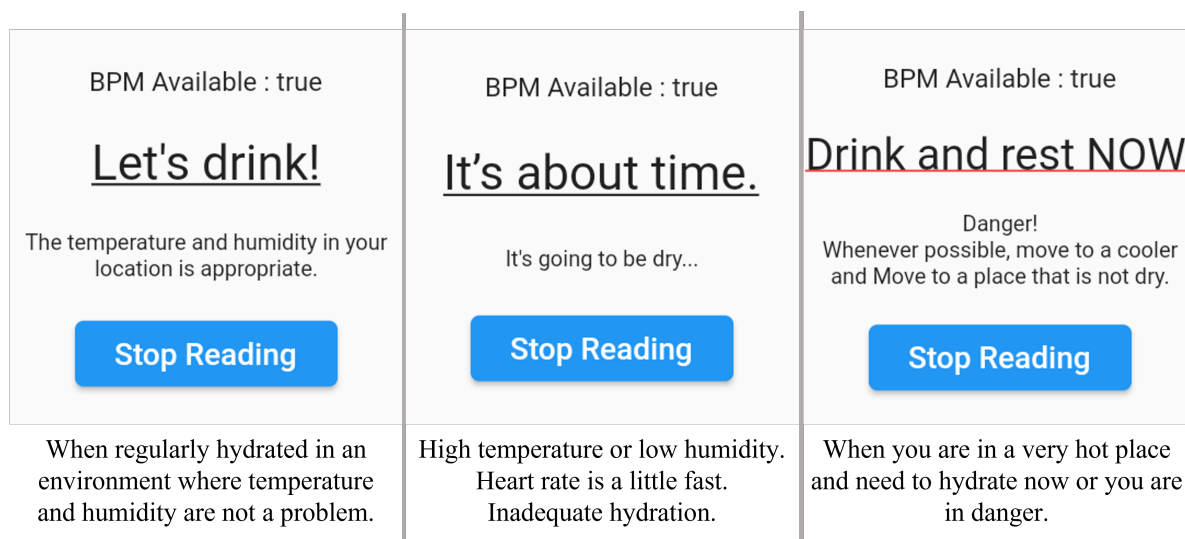 BPM Available : true
Let's drink!
The temperature and humidity in your
location is appropriate.
Stop Reading
When regularly hydrated in an
environment where temperature
and humidity are not a problem.
BPM Available : true
It’s about time.
It's going to be dry...
Stop Reading
High temperature or low humidity.
Heart rate is a little fast.
Inadequate hydration.
BPM Available : true
Drink and rest NOW
Danger!
Whenever possible, move to a cooler
and Move to a place that is not dry.
Stop Reading
When you are in a very hot place
and need to hydrate now or you are
in danger.